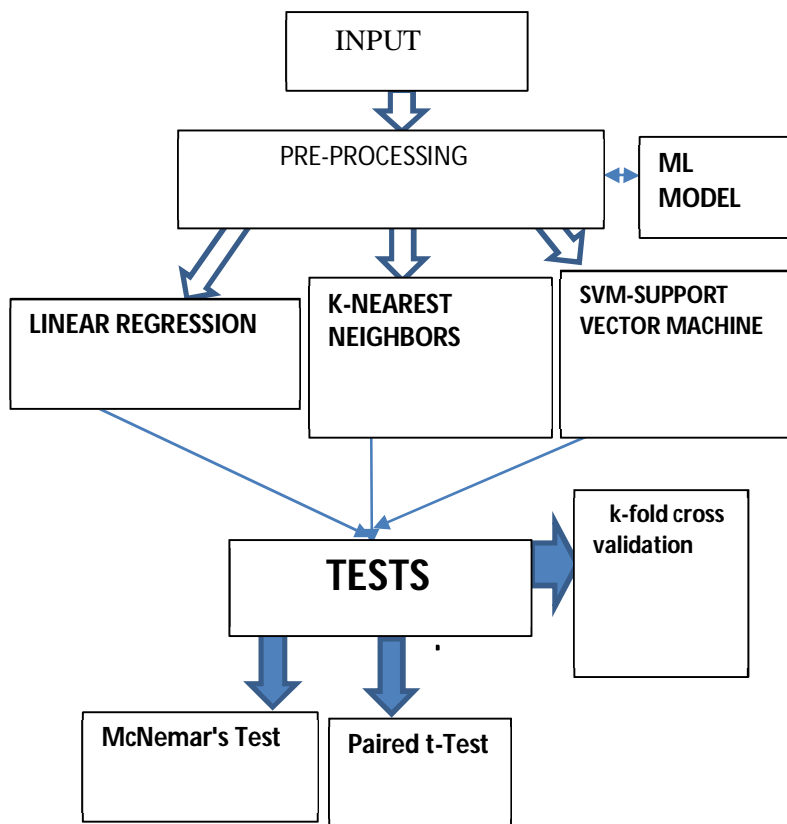 INPUT
PRE-PROCESSING
ML
MODEL
LINEAR REGRESSION
K-NEAREST
NEIGHBORS
SVM-SUPPORT
VECTOR MACHINE
k-fold cross
validation
TESTS
.
McNemar's Test
Paired t-Test